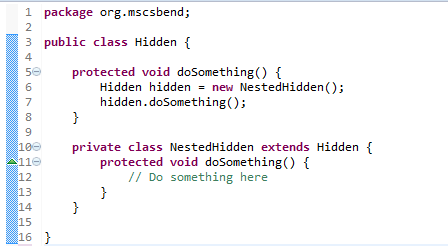 1 package org.mscsbend;
2
3 public class Hidden {
4
5 protected void doSomething() {
6 Hidden hidden = new NestedHidden();
7 hidden.doSomething();
8 }
9
10 private class NestedHidden extends Hidden {
11 protected void doSomething() {
12 // Do something here
13 }
14 }
15
16 }